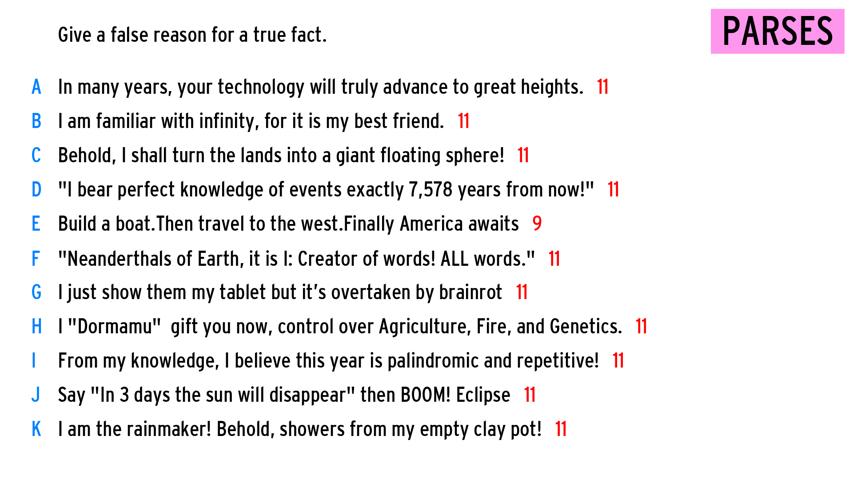 Give a false reason for a true fact.
PARSES
A In many years, your technology will truly advance to great heights. 11
B I am familiar with infinity, for it is my best friend. 11
C Behold, I shall turn the lands into a giant floating sphere! 11
D "I bear perfect knowledge of events exactly 7,578 years from now!" 11
E Build a boat.Then travel to the west.Finally America awaits 9
F "Neanderthals of Earth, it is I: Creator of words! ALL words." 11
G I just show them my tablet but it's overtaken by brainrot 11
H I "Dormamu" gift you now, control over Agriculture, Fire, and Genetics. 11
I From my knowledge, I believe this year is palindromic and repetitive! 11
J Say "In 3 days the sun will disappear" then BOOM! Eclipse 11
K I am the rainmaker! Behold, showers from my empty clay pot! 11